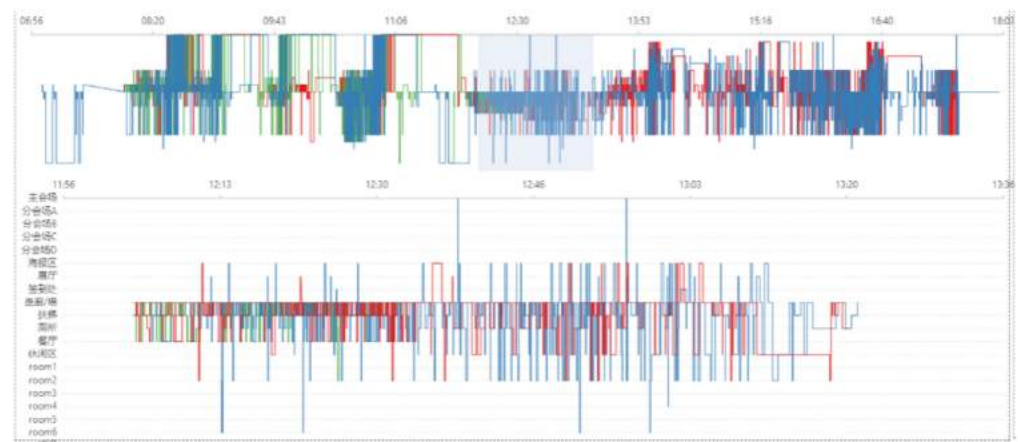 06:56 08:20 09:43 11:06 12:30 13:53 15:16 16:40 18:03
11:56 12:13 12:30 12:46 13:03 13:20 13:36
主会场
分会场A
分会场B
分会场C
分会场D
海报区
展厅
签到处
扶梯
厕所
餐厅
休闲区
room1
room2
room3
room4
room5
room6